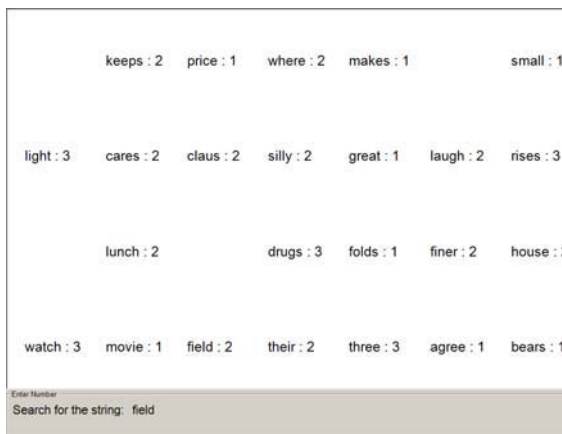 keeps : 2 price : 1 where : 2 makes : 1 small : 1
light : 3 cares : 2 claus : 2 silly : 2 great : 1 laugh : 2 rises : 3
lunch : 2 drugs : 3 folds : 1 finer : 2 house :
watch : 3 movie : 1 field : 2 their : 2 three : 3 agree : 1 bears : 1
Enter Number
Search for the string: field